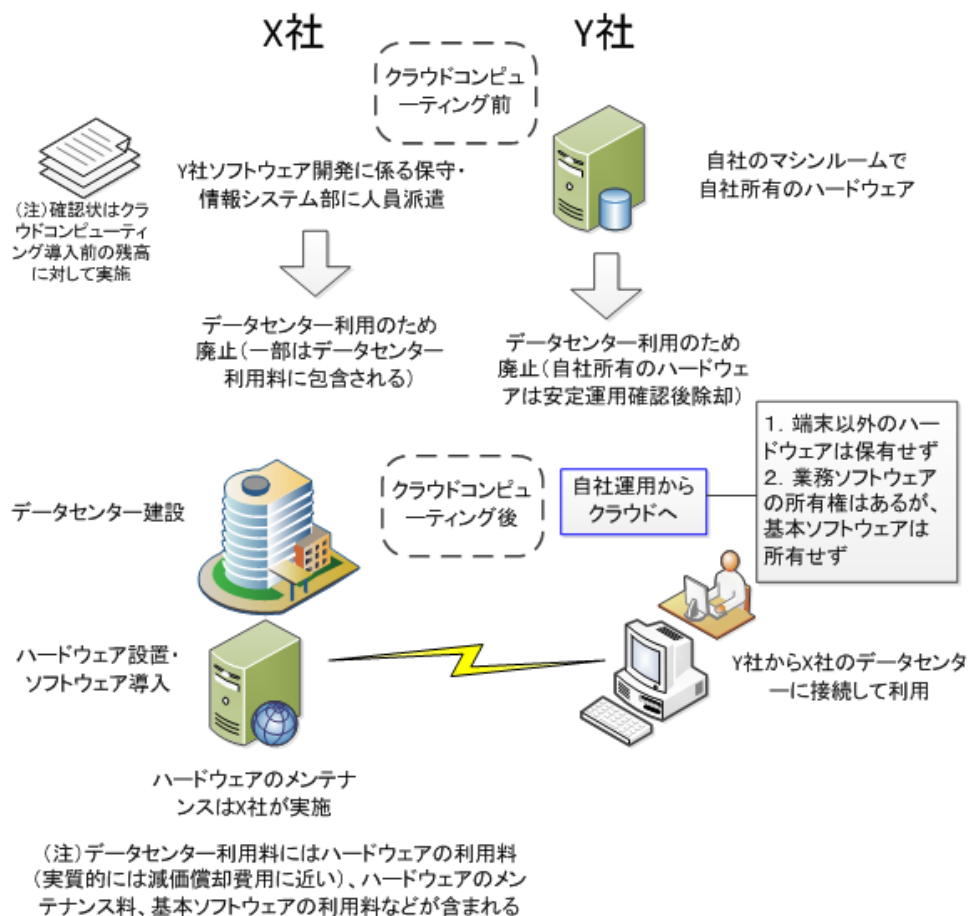 X社
Y社
クラウドコンピュ
ーティング前
Y社ソフトウェア開発に係る保守・
情報システム部に人員派遣
自社のマシンルームで
自社所有のハードウェア
(注)確認状はクラ
ウドコンピューティ
ング導入前の残高
に対して実施
データセンター利用のため
廃止(一部はデータセンター
利用料に包含される)
データセンター利用のため
廃止(自社所有のハードウェ
アは安定運用確認後除却)
データセンター建設
クラウドコンピュ
ーティング後
自社運用から
クラウドへ
1．端末以外のハー
ドウェアは保有せず
2．業務ソフトウェア
の所有権はあるが、
基本ソフトウェアは
所有せず
ハードウェア設置・
ソフトウェア導入
Y社からX社のデータセンタ
ーに接続して利用
ハードウェアのメンテナ
ンスはX社が実施
(注)データセンター利用料にはハードウェアの利用料
(実質的には減価償却費用に近い)、ハードウェアのメン
テナンス料、基本ソフトウェアの利用料などが含まれる